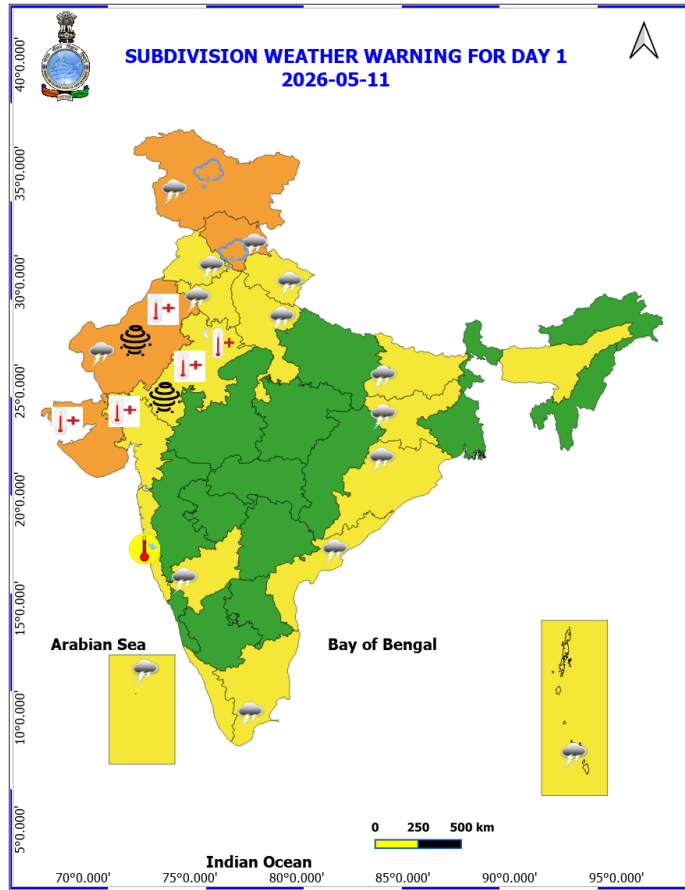 SUBDIVISION WEATHER WARNING FOR DAY 1
2026-05-11
40°0.000'
35°0.000'
30°0.000'
25°0.000'
20°0.000'
15°0.000'
10°0.000'
5°0.000'
Arabian Sea
Bay of Bengal
0 250 500 km
Indian Ocean
70°0.000' 75°0.000' 80°0.000' 85°0.000' 90°0.000' 95°0.000'